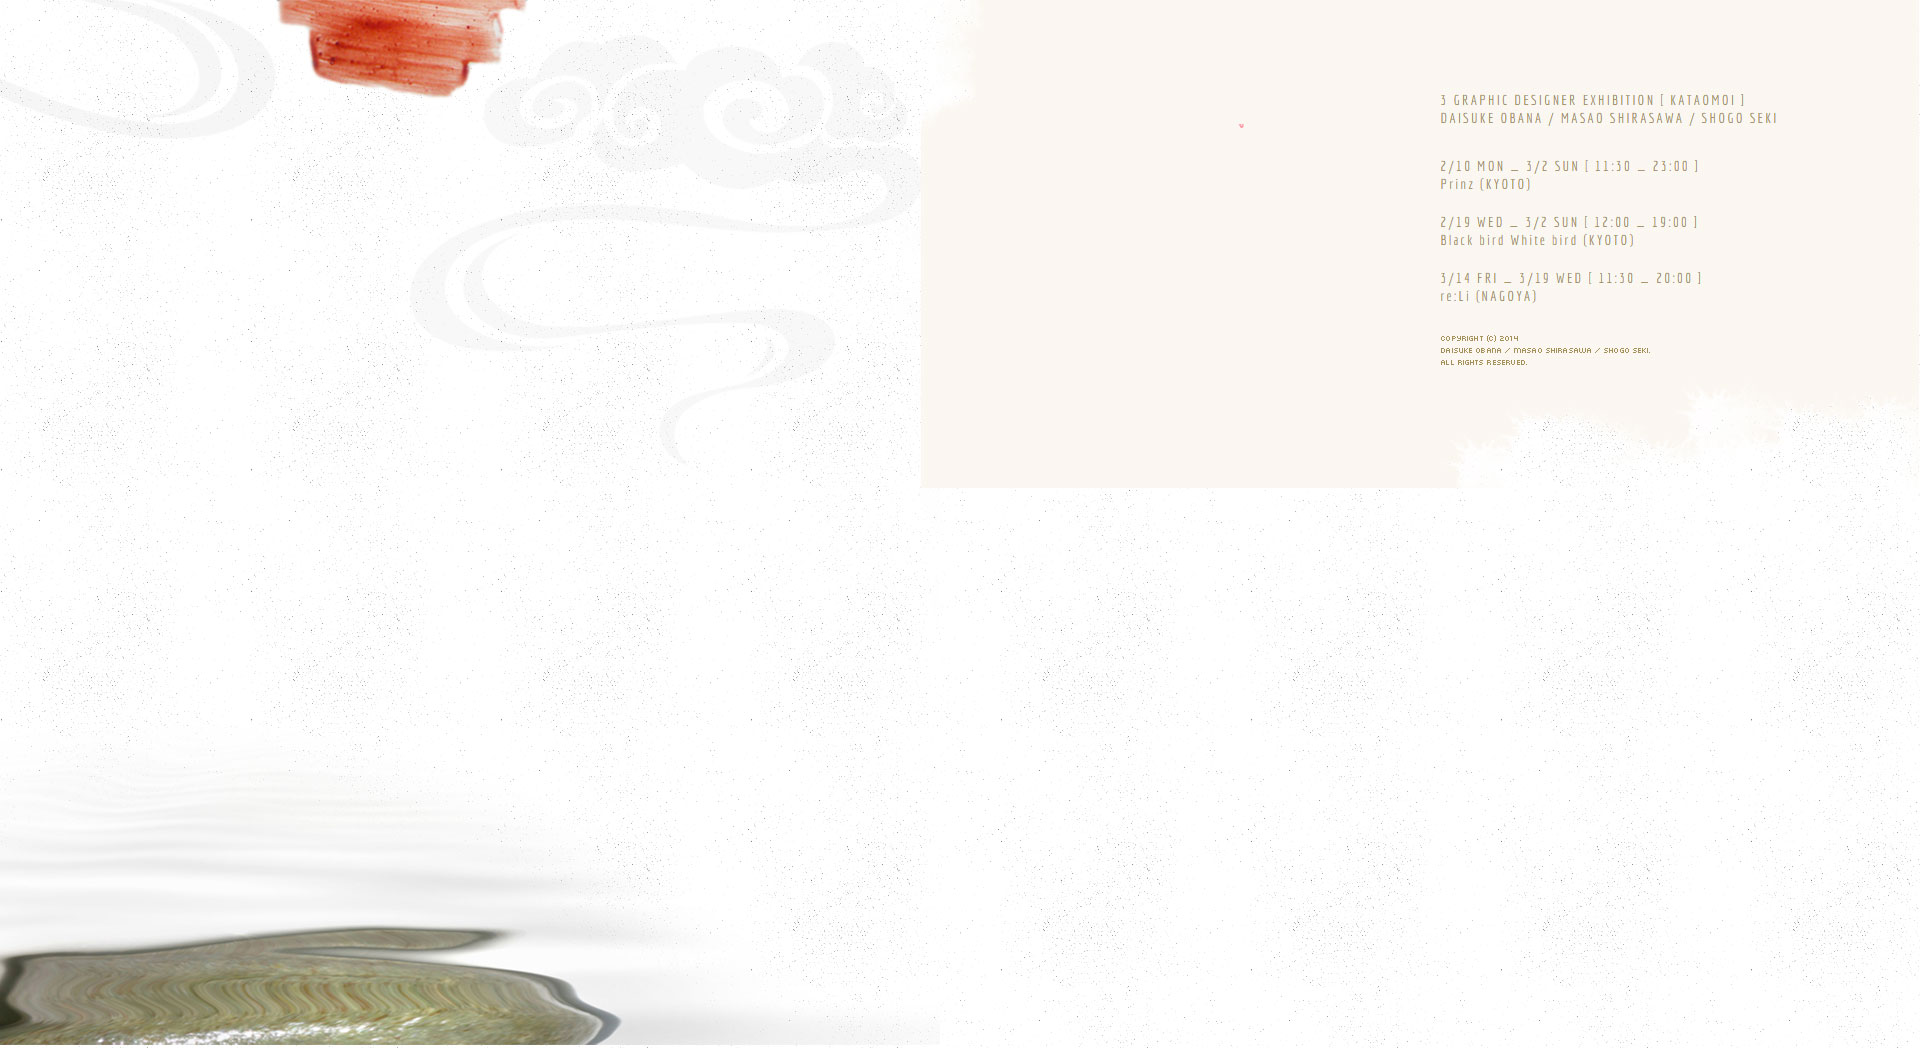 3 GRAPHIC DESIGNER EXHIBITION [ KATAOMOI ]
DAISUKE OBANA / MASAO SHIRASAWA / SHOGO SEKI
2/10 MON _ 3/2 SUN [ 11:30 _ 23:00 ]
Prinz (KYOTO)
2/19 WED _ 3/2 SUN [ 12:00 _ 19:00 ]
Black bird White bird (KYOTO)
3/14 FRI _ 3/19 WED [ 11:30 _ 20:00 ]
re:Li (NAGOYA)
COPYRIGHT (C) 2014
DAISUKE OBANA / MASAO SHIRASAWA / SHOGO SEKI.
ALL RIGHTS RESERVED.